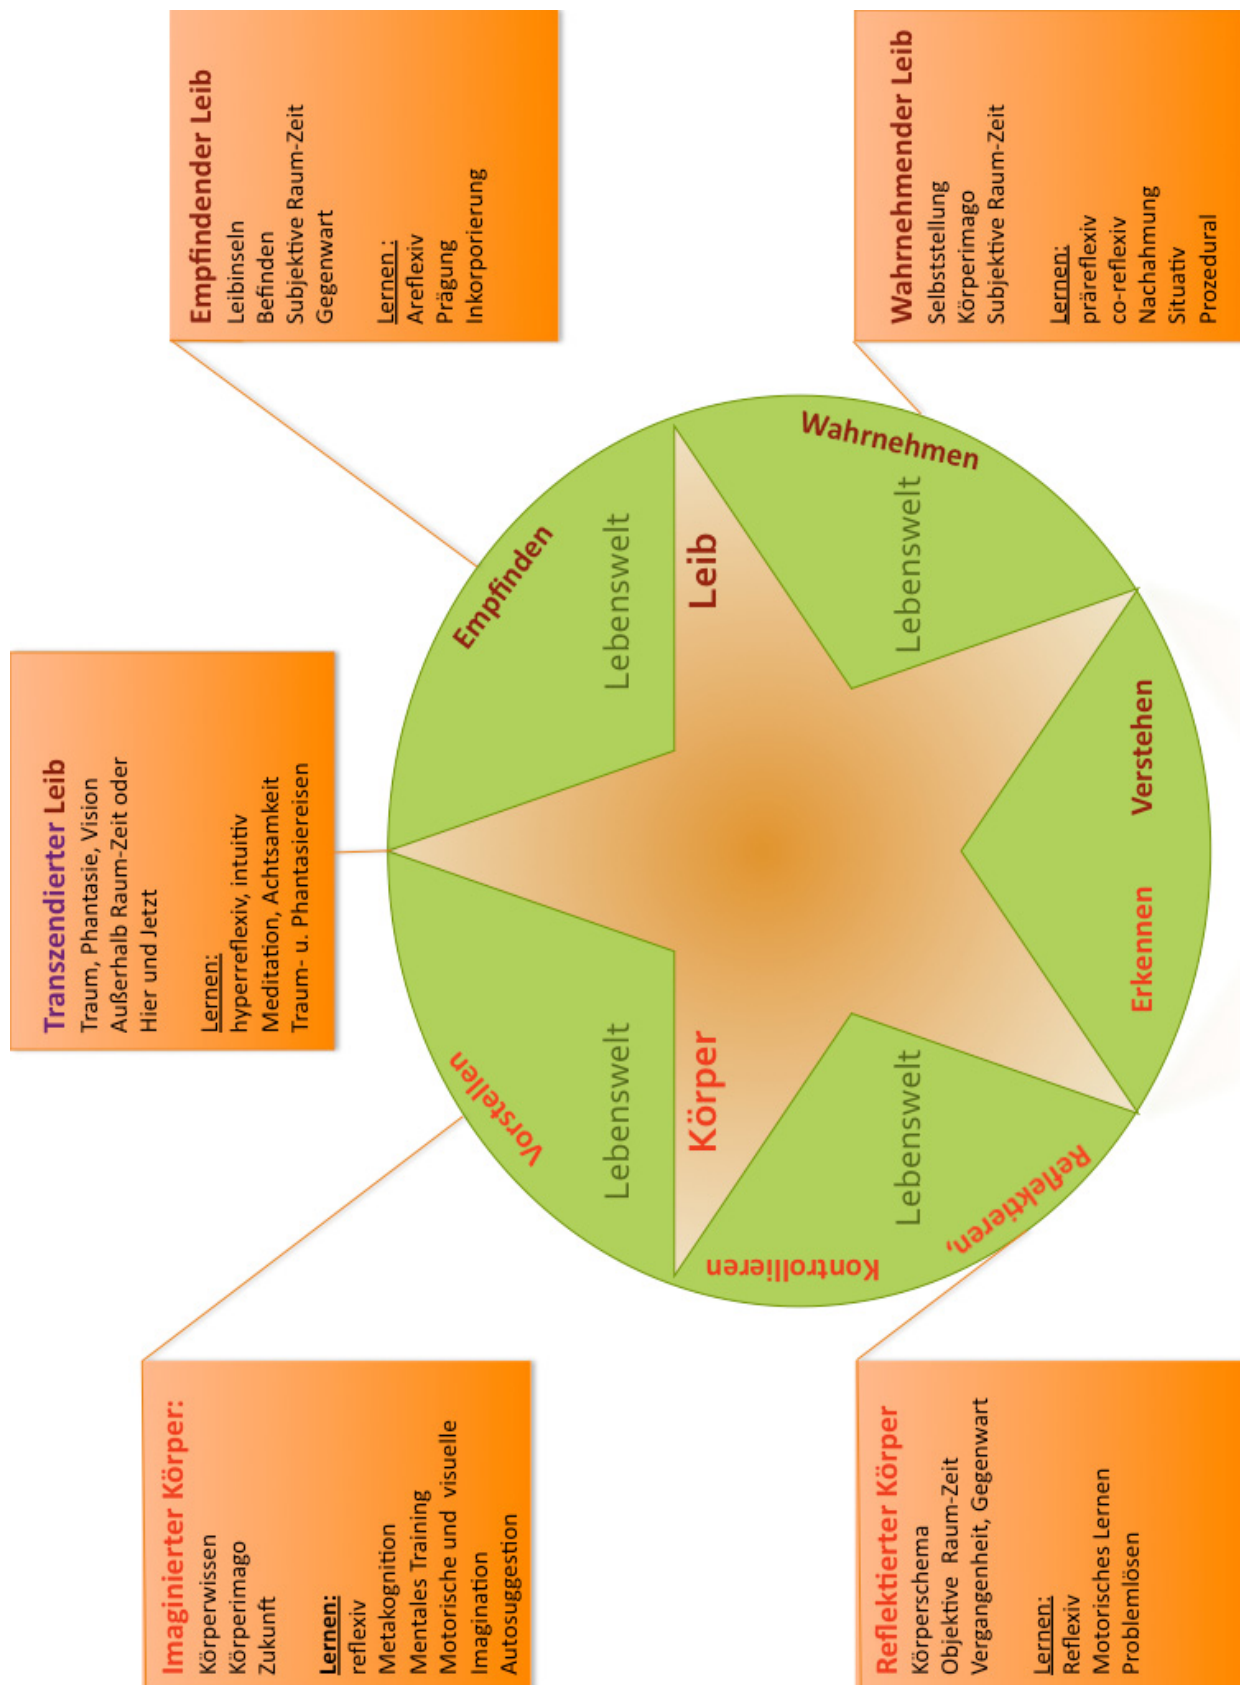 Imaginierter Körper:
Körperwissen
Körperimago
Zukunft
Lernen:
reflexiv
Metakognition
Mentales Training
Motorische und visuelle
Imagination
Autosuggestion
Transzendierter Leib
Traum, Phantasie, Vision
Außerhalb Raum-Zeit oder
Hier und Jetzt
Lernen:
hyperreflexiv, intuitiv
Meditation, Achtsamkeit
Traum- u. Phantasiereisen
Empfindender Leib
Leibinseln
Befinden
Subjektive Raum-Zeit
Gegenwart
Lernen :
Areflexiv
Prägung
Inkorporierung
Vorstellen
Empfinden
Lebenswelt
Lebenswelt
Körper
Leib
Kontrollieren
Wahrnehmen
Lebenswelt
Lebenswelt
Reflektieren,
Erkennen
Verstehen
Reflektierter Körper
Körperschema
Objektive Raum-Zeit
Vergangenheit, Gegenwart
Lernen:
Reflexiv
Motorisches Lernen
Problemlösen
Wahrnehmender Leib
Selbststellung
Körperimago
Subjektive Raum-Zeit
Lernen:
präreflexiv
co-reflexiv
Nachahmung
Situativ
Prozedural